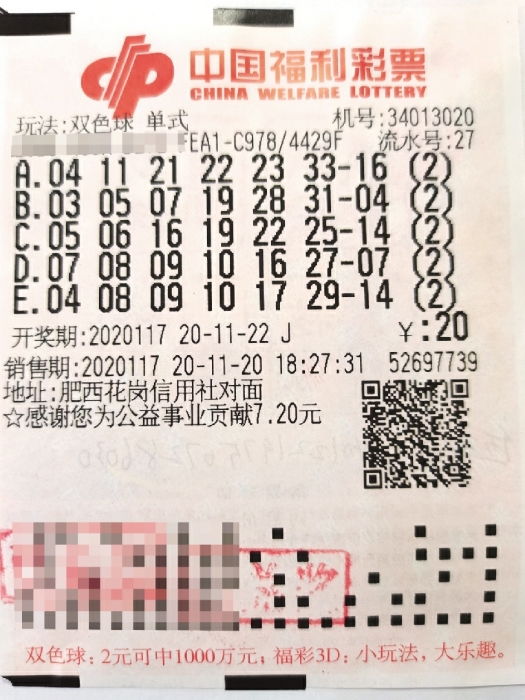 中国福利彩票
CHINA WELFARE LOTTERY
玩法:双色球 单式 机号:34013020
EA1-C978/4429F 流水号:27
A.04 11 21 22 23 33-16 (2)
B.03 05 07 19 28 31-04 (2)
C.05 06 16 19 22 25-14 (2)
D.07 08 09 10 16 27-07 (2)
E.04 08 09 10 17 29-14 (2)
开奖期:2020117 20-11-22 J ￥:20
销售期:2020117 20-11-20 18:27:31 52697739
地址:肥西花岗信用社对面
☆感谢您为公益事业贡献7.20元
双色球:2元可中1000万元;福彩3D:小玩法,大乐趣。